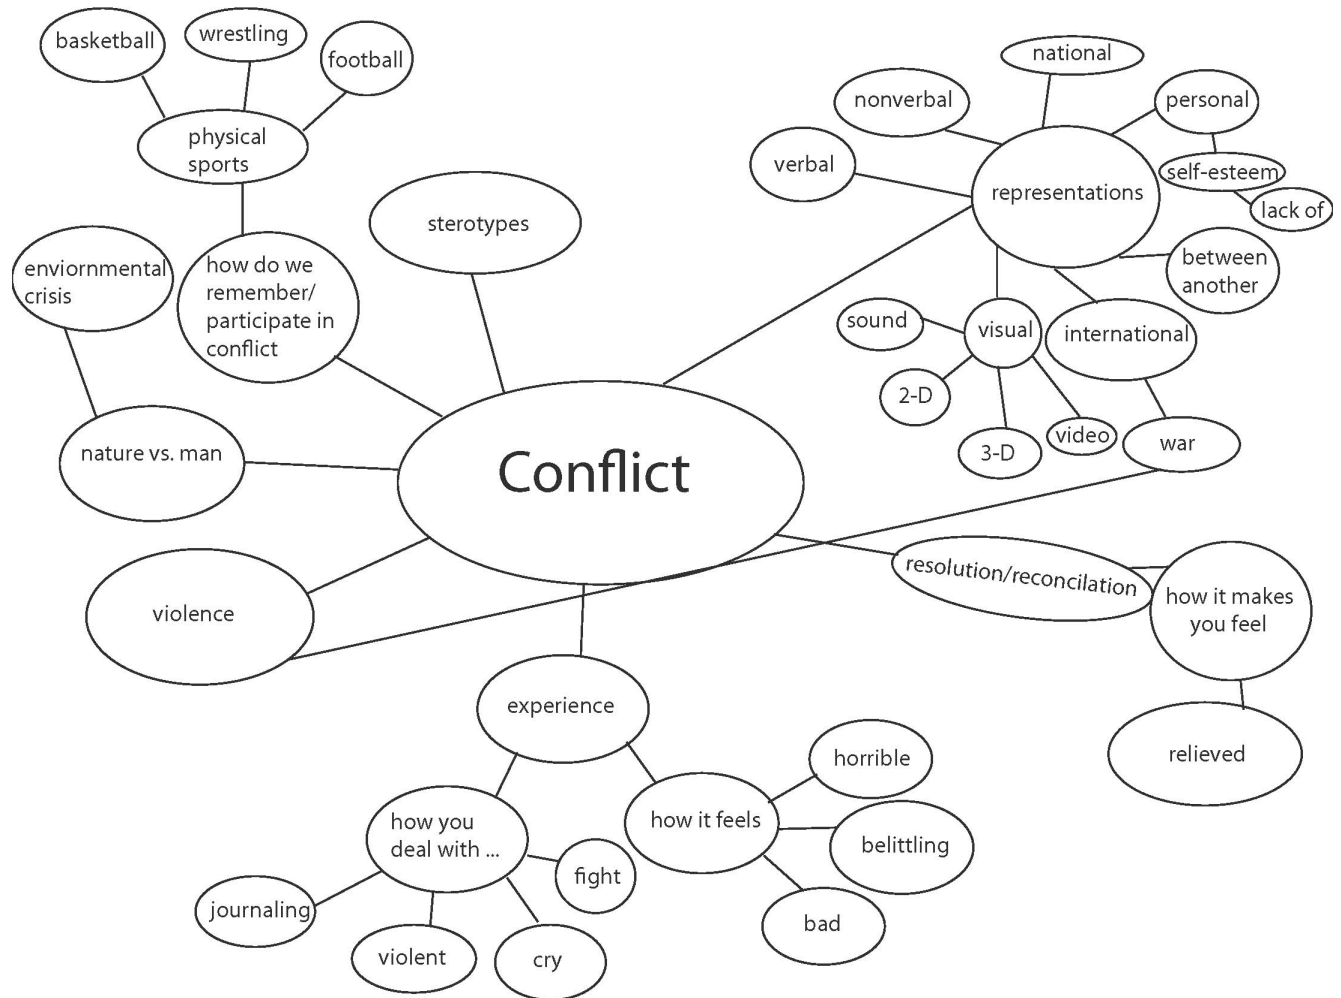 basketball
wrestling
football
physical
sports
national
nonverbal
personal
verbal
self-esteem
representations
lack of
sterotypes
enviornmental
crisis
how do we
remember/
participate in
conflict
between
another
sound
visual
international
2-D
3-D
video
war
nature vs. man
Conflict
violence
resolution/reconcilation
how it makes
you feel
relieved
experience
how you
deal with ...
how it feels
horrible
belittling
bad
fight
journaling
violent
cry